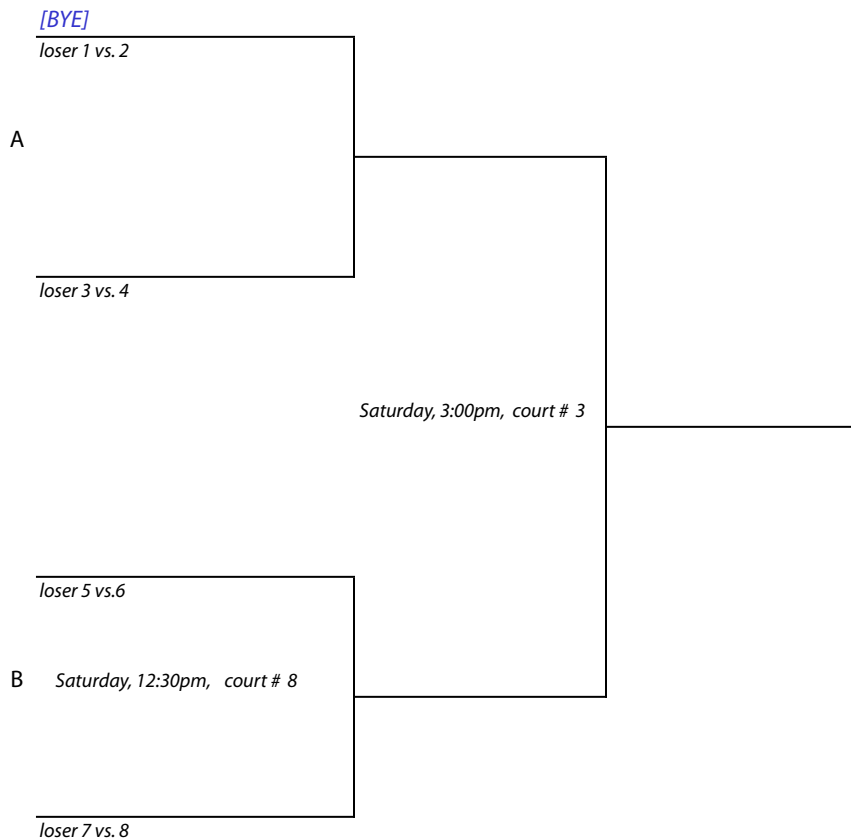 [BYE]
loser 1 vs. 2
A
loser 3 vs. 4
Saturday, 3:00pm, court # 3
loser 5 vs.6
B
Saturday, 12:30pm, court # 8
loser 7 vs. 8